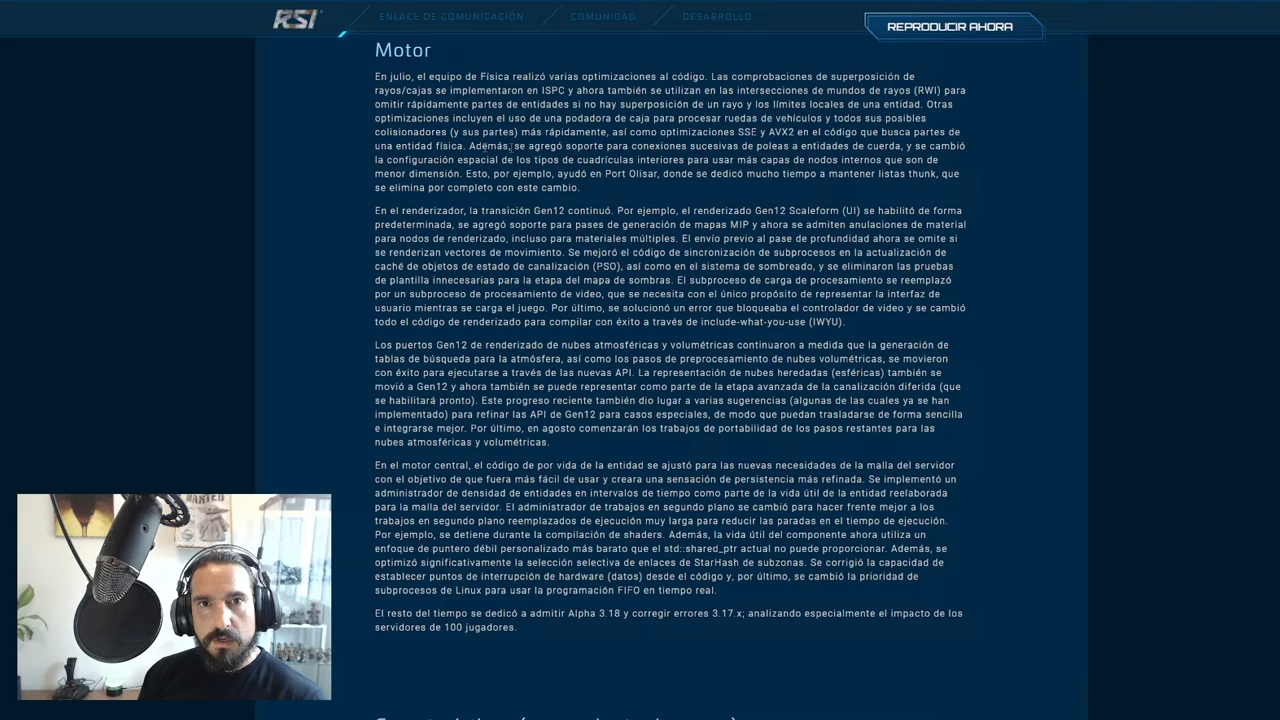 RSI
ENLACE DE COMUNICACIÓN
COMUNIDAD
DESARROLLO
REPRODUCIR AHORA
Motor
En julio, el equipo de Física realizó varias optimizaciones al código. Las comprobaciones de superposición de
rayos/cajas se implementaron en ISPC y ahora también se utilizan en las intersecciones de mundos de rayos (RWI) para
omitir rápidamente partes de entidades si no hay superposición de un rayo y los límites locales de una entidad. Otras
optimizaciones incluyen el uso de una podadora de caja para procesar ruedas de vehículos y todos sus posibles
colisionadores (y sus partes) más rápidamente, así como optimizaciones SSE y AVX2 en el código que busca partes de
una entidad física. Además, se agregó soporte para conexiones sucesivas de poleas a entidades de cuerda, y se cambió
la configuración espacial de los tipos de cuadrículas interiores para usar más capas de nodos internos que son de
menor dimensión. Esto, por ejemplo, ayudó en Port Olisar, donde se dedicó mucho tiempo a mantener listas thunk, que
se elimina por completo con este cambio.
En el renderizador, la transición Gen12 continuó. Por ejemplo, el renderizado Gen12 Scaleform (UI) se habilitó de forma
predeterminada, se agregó soporte para pases de generación de mapas MIP y ahora se admiten anulaciones de material
para nodos de renderizado, incluso para materiales múltiples. El envío previo al pase de profundidad ahora se omite si
se renderizan vectores de movimiento. Se mejoró el código de sincronización de subprocesos en la actualización de
caché de objetos de estado de canalización (PSO), así como en el sistema de sombreado, y se eliminaron las pruebas
de plantilla innecesarias para la etapa del mapa de sombras. El subproceso de carga de procesamiento se reemplazó
por un subproceso de procesamiento de video, que se necesita con el único propósito de representar la interfaz de
usuario mientras se carga el juego. Por último, se solucionó un error que bloqueaba el controlador de video y se cambió
todo el código de renderizado para compilar con éxito a través de include-what-you-use (IWYU).
Los puertos Gen12 de renderizado de nubes atmosféricas y volumétricas continuaron a medida que la generación de
tablas de búsqueda para la atmósfera, así como los pasos de preprocesamiento de nubes volumétricas, se movieron
con éxito para ejecutarse a través de las nuevas API. La representación de nubes heredadas (esféricas) también se
movió a Gen12 y ahora también se puede representar como parte de la etapa avanzada de la canalización diferida (que
se habilitará pronto). Este progreso reciente también dio lugar a varias sugerencias (algunas de las cuales ya se han
implementado) para refinar las API de Gen12 para casos especiales, de modo que puedan trasladarse de forma sencilla
e integrarse mejor. Por último, en agosto comenzarán los trabajos de portabilidad de los pasos restantes para las
nubes atmosféricas y volumétricas.
En el motor central, el código de por vida de la entidad se ajustó para las nuevas necesidades de la malla del servidor
con el objetivo de que fuera más fácil de usar y creara una sensación de persistencia más refinada. Se implementó un
administrador de densidad de entidades en intervalos de tiempo como parte de la vida útil de la entidad reelaborada
para la malla del servidor. El administrador de trabajos en segundo plano se cambió para hacer frente mejor a los
trabajos en segundo plano reemplazados de ejecución muy larga para reducir las paradas en el tiempo de ejecución.
Por ejemplo, se detiene durante la compilación de shaders. Además, la vida útil del componente ahora utiliza un
enfoque de puntero débil personalizado más barato que el std::shared_ptr actual no puede proporcionar. Además, se
optimizó significativamente la selección selectiva de enlaces de StarHash de subzonas. Se corrigió la capacidad de
establecer puntos de interrupción de hardware (datos) desde el código y, por último, se cambió la prioridad de
subprocesos de Linux para usar la programación FIFO en tiempo real.
El resto del tiempo se dedicó a admitir Alpha 3.18 y corregir errores 3.17.x; analizando especialmente el impacto de los
servidores de 100 jugadores.